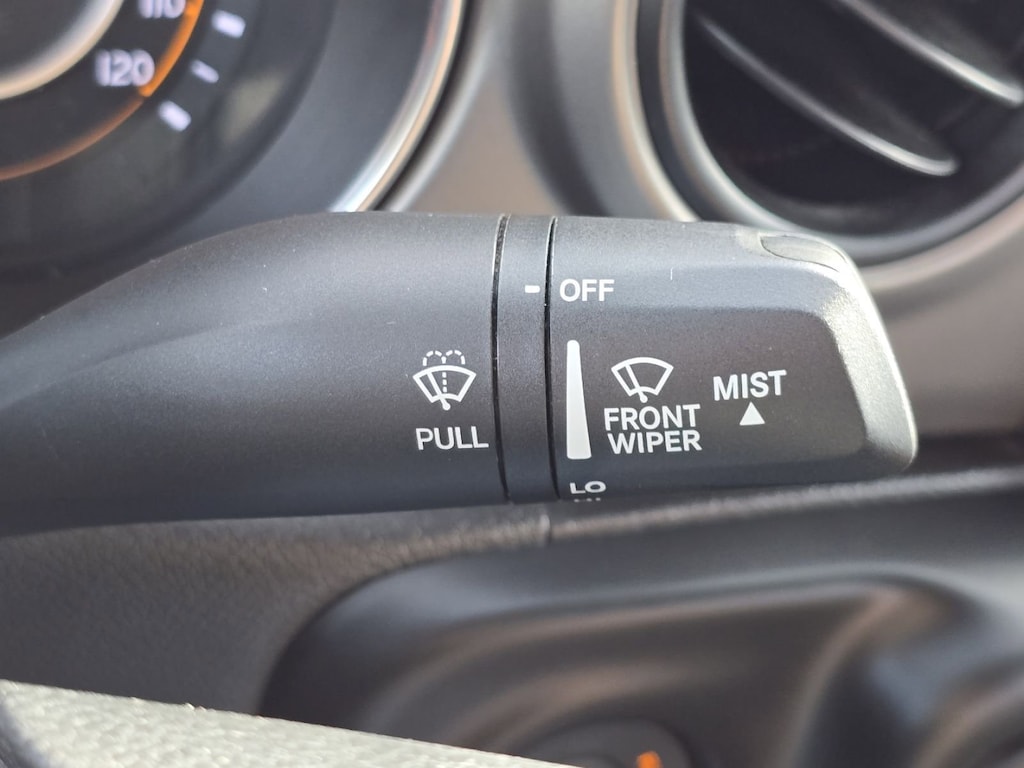 110
120
OFF
PULL
FRONT
WIPER
MIST
LO